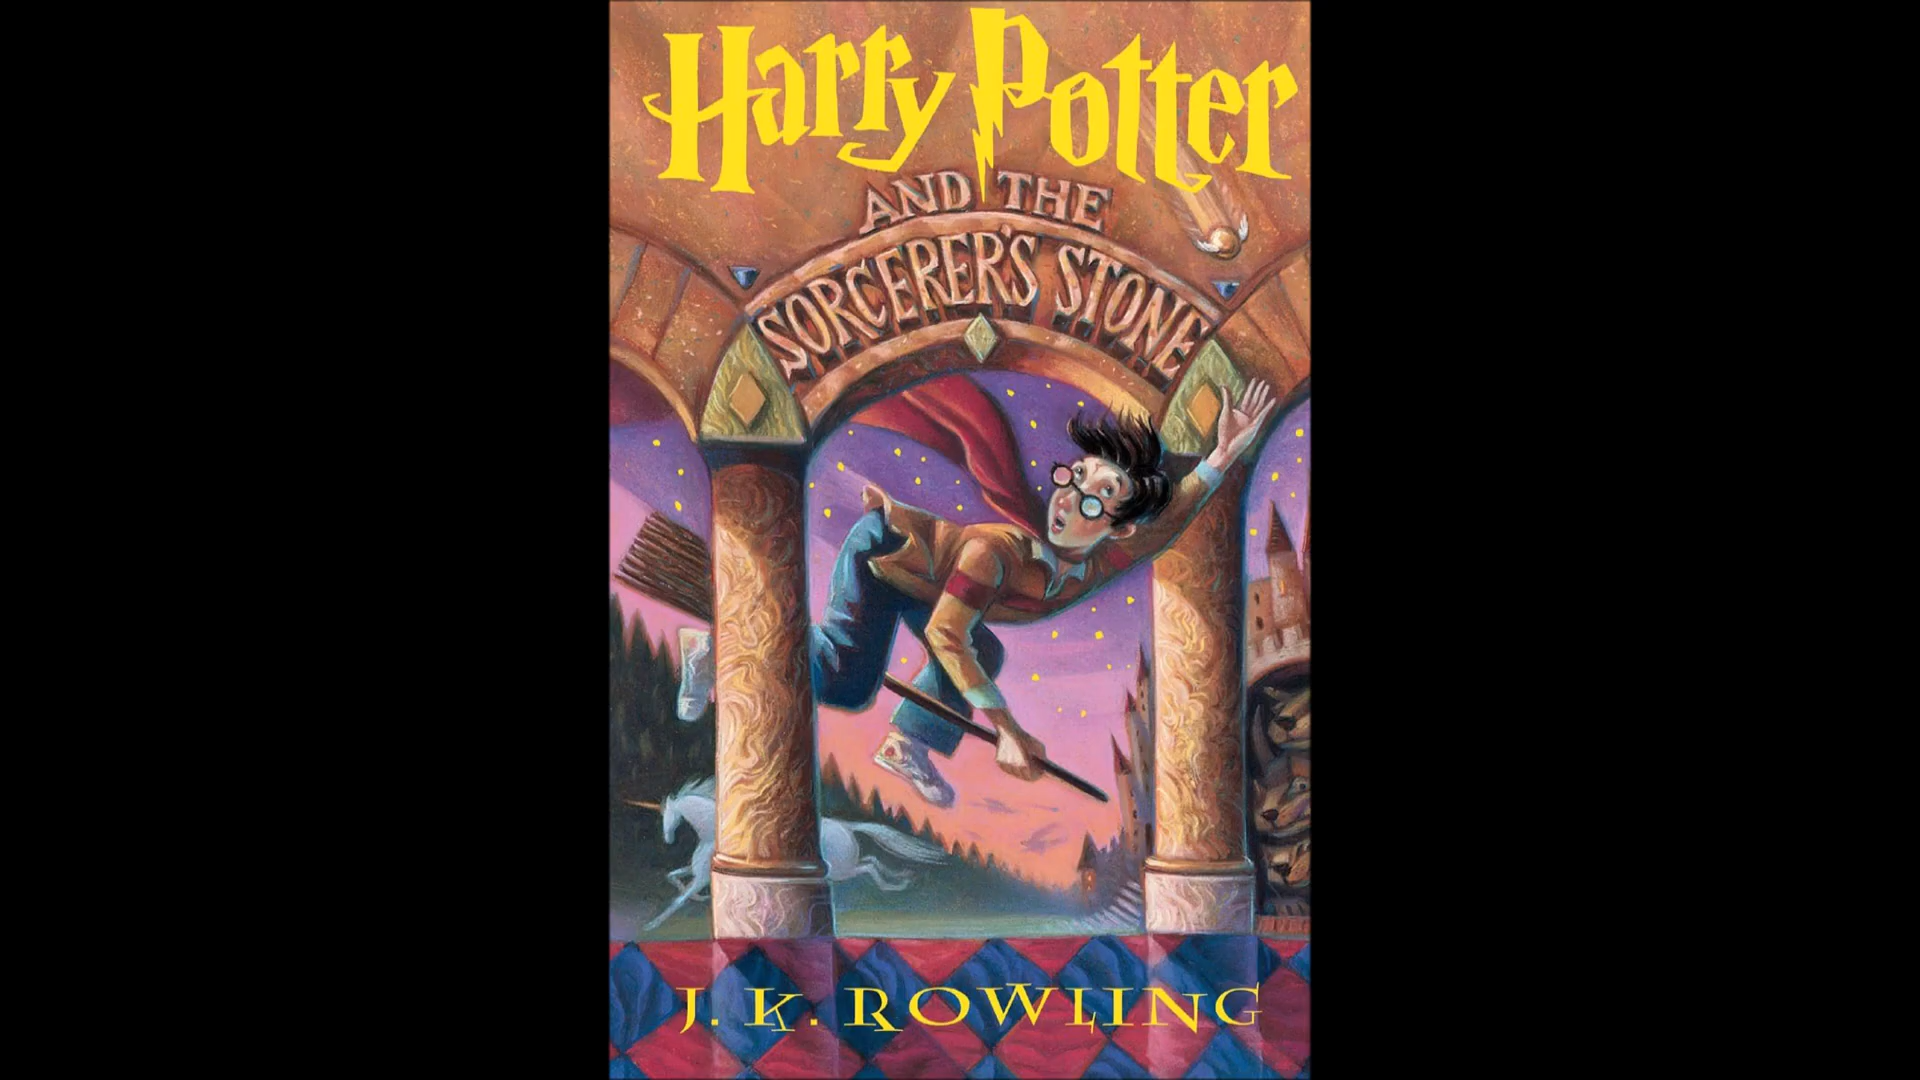 Harry Potter
AND THE
SORCERER'S STONE
J. K. ROWLING